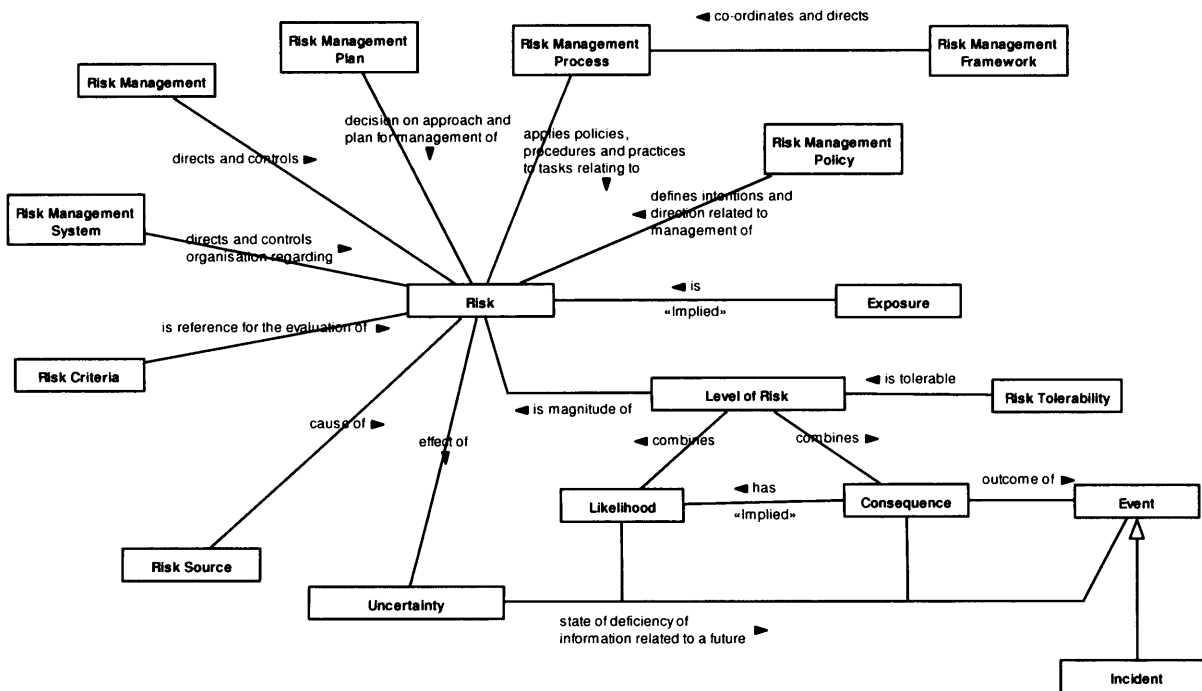 ◄ co-ordinates and directs
Risk Management
Plan
Risk Management
Process
Risk Management
Framework
Risk Management
decision on approach and
plan for management of
applies policies,
procedures and practices
to tasks relating to
Risk Management
Policy
directs and controls ►
defines intentions and
◄ direction related to
management of
Risk Management
System
directs and controls
organisation regarding ►
Risk
◄ is
«Implied»
Exposure
is reference for the evaluation of ►
Risk Criteria
Level of Risk
◄ is tolerable
Risk Tolerability
◄ is magnitude of
cause of ►
effect of
◄ combines
combines ►
Likelihood
◄ has
«Implied»
Consequence
outcome of ►
Event
Risk Source
Uncertainty
state of deficiency of
information related to a future ►
Incident